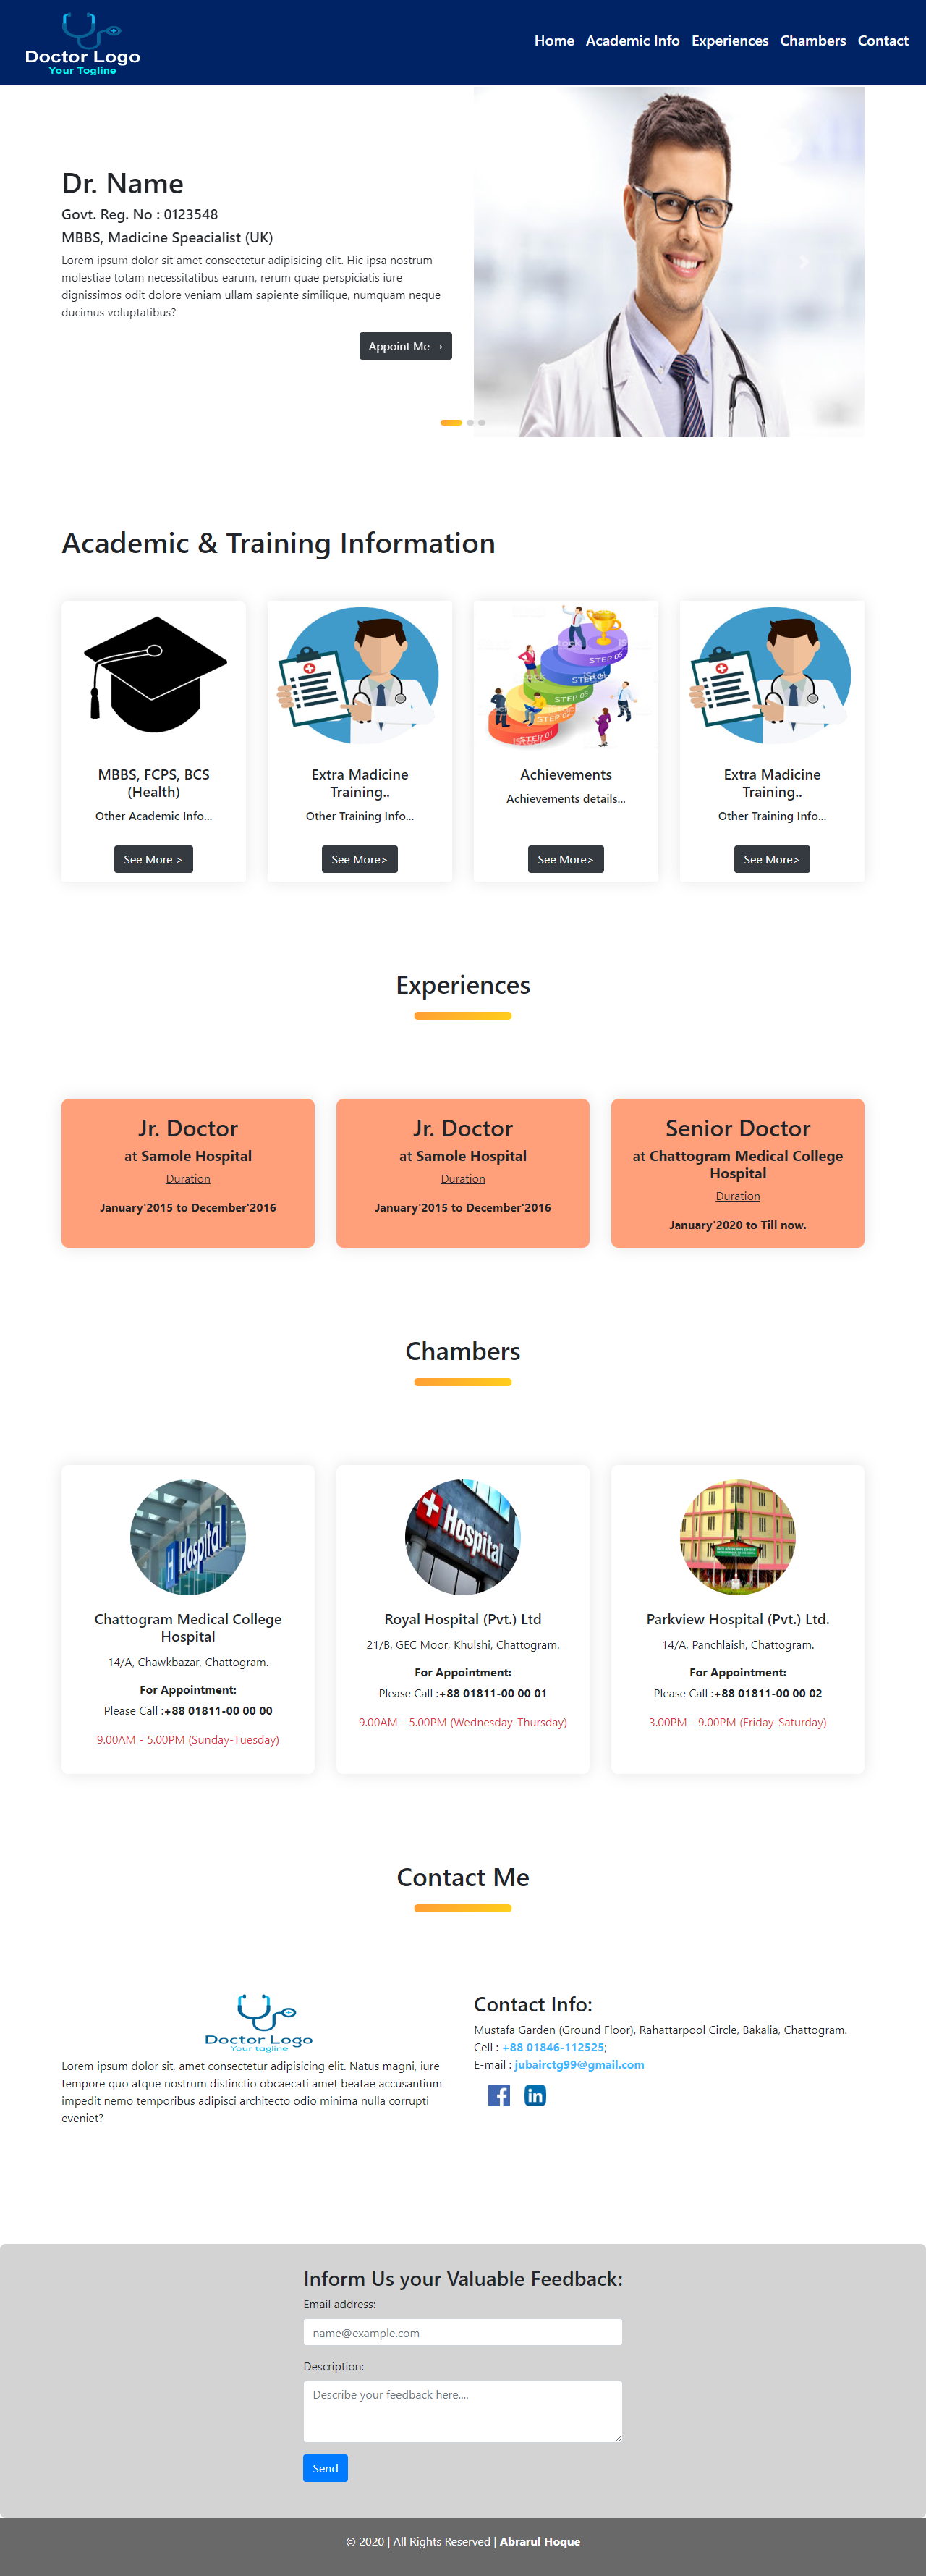 Doctor Logo
Your Togline
Home Academic Info Experiences Chambers Contact
Dr. Name
Govt. Reg. No : 0123548
MBBS, Madicine Speacialist (UK)
Lorem ipsum dolor sit amet consectetur adipisicing elit. Hic ipsa nostrum
molestiae totam necessitatibus earum, rerum quae perspiciatis iure
dignissimos odit dolore veniam ullam sapiente similique, numquam neque
ducimus voluptatibus?
Appoint Me →
Academic & Training Information
STEP 05
STEP 04
STEP 03
STEP 02
STEP 01
MBBS, FCPS, BCS
(Health)
Other Academic Info...
See More >
Extra Madicine
Training..
Other Training Info...
See More>
Achievements
Achievements details...
See More>
Extra Madicine
Training..
Other Training Info...
See More>
Experiences
Jr. Doctor
at Samole Hospital
Duration
January'2015 to December'2016
Jr. Doctor
at Samole Hospital
Duration
January'2015 to December'2016
Senior Doctor
at Chattogram Medical College
Hospital
Duration
January'2020 to Till now.
Chambers
H Hospital
Chattogram Medical College
Hospital
14/A, Chawkbazar, Chattogram.
For Appointment:
Please Call :+88 01811-00 00 00
9.00AM - 5.00PM (Sunday-Tuesday)
Hospital
Royal Hospital (Pvt.) Ltd
21/B, GEC Moor, Khulshi, Chattogram.
For Appointment:
Please Call :+88 01811-00 00 01
9.00AM - 5.00PM (Wednesday-Thursday)
Parkview Hospital (Pvt.) Ltd.
14/A, Panchlaish, Chattogram.
For Appointment:
Please Call :+88 01811-00 00 02
3.00PM - 9.00PM (Friday-Saturday)
Contact Me
Doctor Logo
Your tagline
Lorem ipsum dolor sit, amet consectetur adipisicing elit. Natus magni, iure
tempore quo atque nostrum distinctio obcaecati amet beatae accusantium
impedit nemo temporibus adipisci architecto odio minima nulla corrupti
eveniet?
Contact Info:
Mustafa Garden (Ground Floor), Rahattarpool Circle, Bakalia, Chattogram.
Cell : +88 01846-112525;
E-mail : jubairctg99@gmail.com
Inform Us your Valuable Feedback:
Email address:
name@example.com
Description:
Describe your feedback here....
Send
© 2020 | All Rights Reserved | Abrarul Hoque